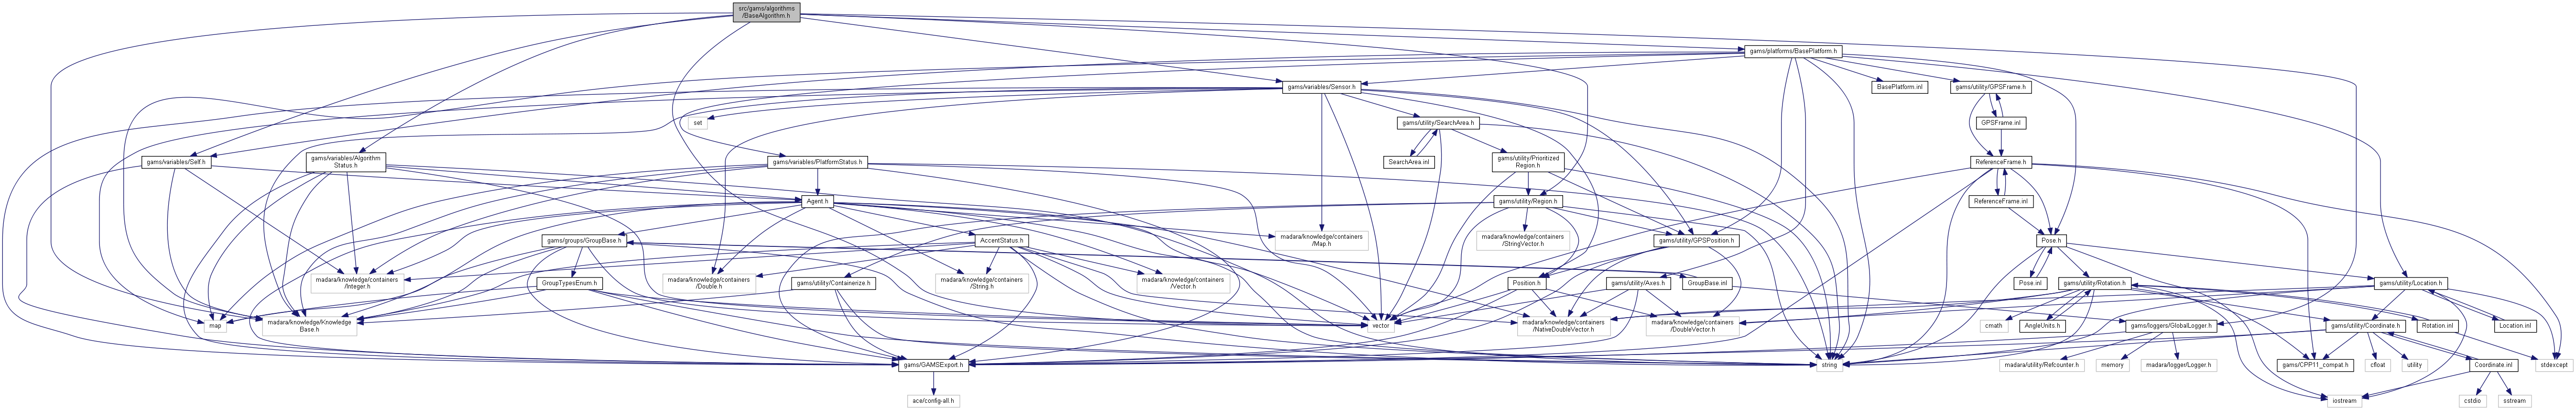 src/gams/algorithms
/BaseAlgorithm.h
gams/platforms/BasePlatform.h
gams/variables/Sensor.h
BasePlatform.inl
gams/utility/GPSFrame.h
set
gams/utility/SearchArea.h
GPSFrame.inl
gams/variables/Self.h
gams/variables/Algorithm
Status.h
gams/variables/PlatformStatus.h
SearchArea.inl
gams/utility/Prioritized
Region.h
ReferenceFrame.h
Agent.h
gams/utility/Region.h
ReferenceFrame.inl
gams/groups/GroupBase.h
AccentStatus.h
madara/knowledge/containers
/Map.h
madara/knowledge/containers
/StringVector.h
gams/utility/GPSPosition.h
Pose.h
madara/knowledge/containers
/Integer.h
GroupTypesEnum.h
madara/knowledge/containers
/Double.h
gams/utility/Containerize.h
madara/knowledge/containers
/String.h
madara/knowledge/containers
/Vector.h
Position.h
gams/utility/Axes.h
GroupBase.inl
Pose.inl
gams/utility/Rotation.h
gams/utility/Location.h
map
madara/knowledge/Knowledge
Base.h
vector
madara/knowledge/containers
/NativeDoubleVector.h
madara/knowledge/containers
/DoubleVector.h
cmath
AngleUnits.h
gams/loggers/GlobalLogger.h
gams/utility/Coordinate.h
Rotation.inl
Location.inl
gams/GAMSExport.h
string
madara/utility/Refcounter.h
memory
madara/logger/Logger.h
gams/CPP11_compat.h
cfloat
utility
Coordinate.inl
stdexcept
ace/config-all.h
iostream
cstdio
sstream